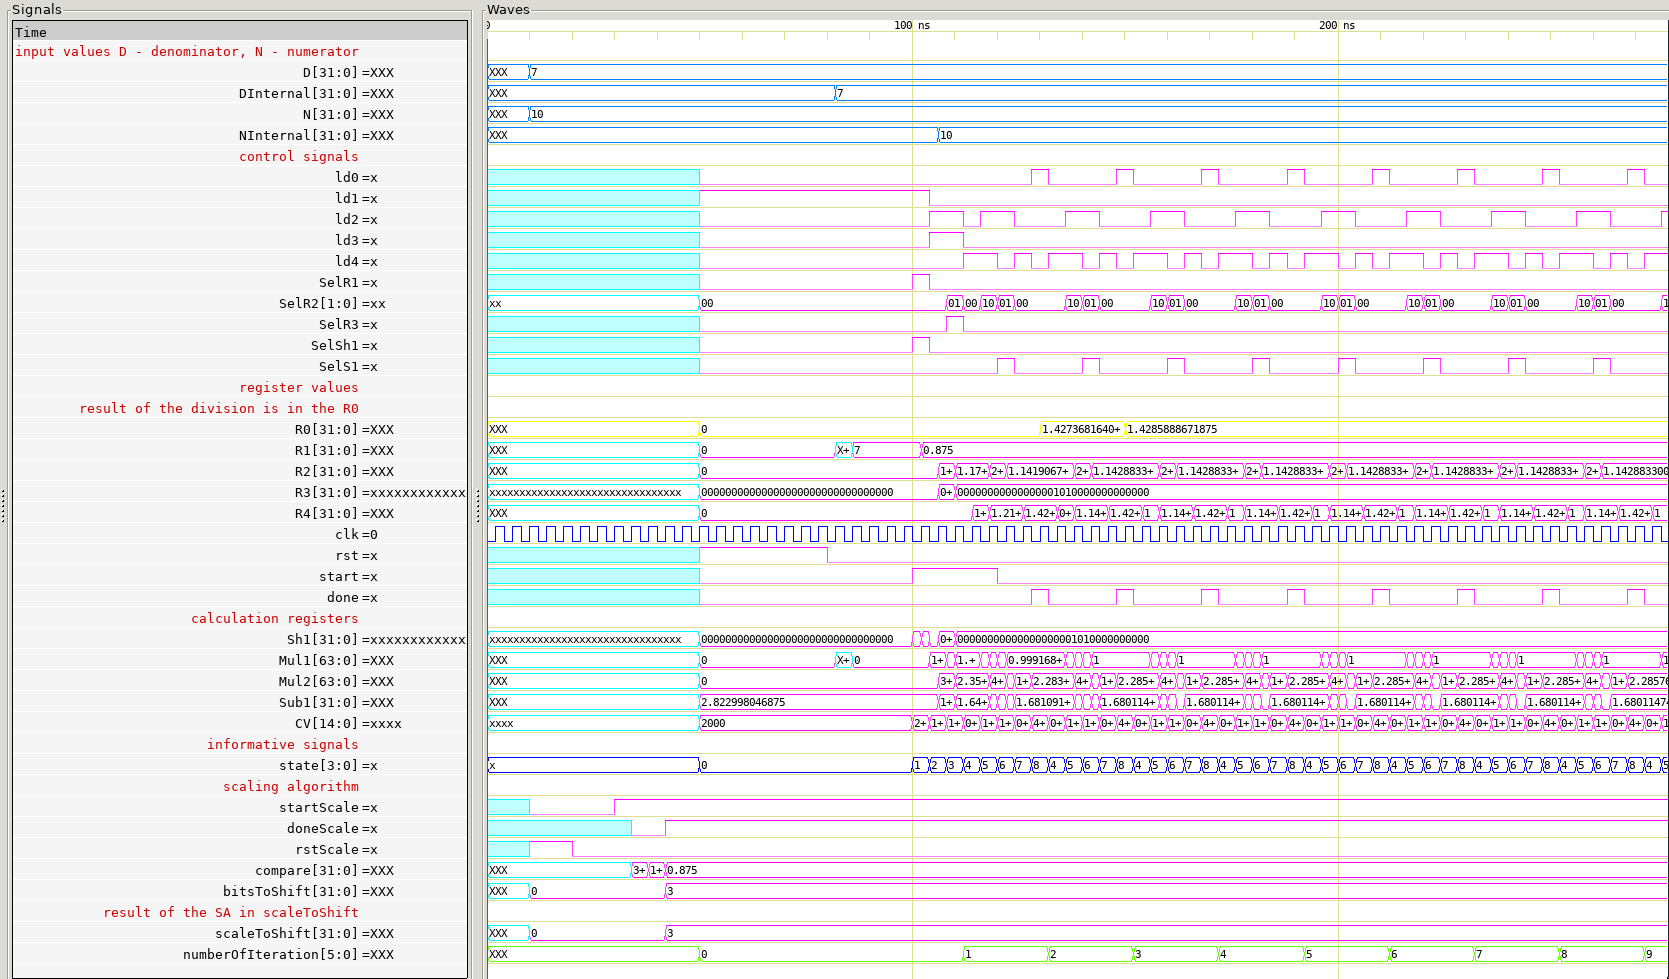 Signals Waves
Time 0 100 ns 200 ns
input values D - denominator, N - numerator
D[31:0] =XXX XXX 7
DInternal[31:0] =XXX XXX 7
N[31:0] =XXX XXX 10
NInternal[31:0] =XXX XXX 10
control signals
ld0 =x
ld1 =x
ld2 =x
ld3 =x
ld4 =x
SelR1 =x
SelR2[1:0] =xx xx 00 01 00 10 01 00 10 01 00 10 01 00 10 01 00 10 01 00 10 01 00 10 01 00 10 01 00 1
SelR3 =x
SelSh1 =x
SelS1 =x
register values
result of the division is in the R0
R0[31:0] =XXX XXX 0 1.4273681640+ 1.4285888671875
R1[31:0] =XXX XXX 0 X+ 7 0.875
R2[31:0] =XXX XXX 0 1+ 1.17+ 2+ 1.1419067+ 2+ 1.1428833+ 2+ 1.1428833+ 2+ 1.1428833+ 2+ 1.1428833+ 2+ 1.1428833+ 2+ 1.1428833+ 2+ 1.142883300
R3[31:0] =xxxxxxxxxxxx xxxxxxxxxxxxxxxxxxxxxxxxxxxxxxxx 00000000000000000000000000000000 0+ 00000000000000001010000000000000
R4[31:0] =XXX XXX 0 1+ 1.21+ 1.42+ 0+ 1.14+ 1.42+ 1 1.14+ 1.42+ 1 1.14+ 1.42+ 1 1.14+ 1.42+ 1 1.14+ 1.42+ 1 1.14+ 1.42+ 1 1.14+ 1.42+ 1
clk =0
rst =x
start =x
done =x
calculation registers
Sh1[31:0] =xxxxxxxxxxxx xxxxxxxxxxxxxxxxxxxxxxxxxxxxxxxx 00000000000000000000000000000000 0+ 00000000000000000001010000000000
Mul1[63:0] =XXX XXX 0 X+ 0 1+ 1.+ 0.999168+ 1 1 1 1 1 1 1 1
Mul2[63:0] =XXX XXX 0 3+ 2.35+ 4+ 1+ 2.283+ 4+ 1+ 2.285+ 4+ 1+ 2.285+ 4+ 1+ 2.285+ 4+ 1+ 2.285+ 4+ 1+ 2.285+ 4+ 1+ 2.285+ 4+ 1+ 2.28576
Sub1[31:0] =XXX XXX 2.822998046875 1+ 1.64+ 1.681091+ 1.680114+ 1.680114+ 1.680114+ 1.680114+ 1.680114+ 1.680114+ 1.6801147
CV[14:0] =xxxx xxxx 2000 2+ 1+ 1+ 0+ 1+ 1+ 0+ 4+ 0+ 1+ 1+ 0+ 4+ 0+ 1+ 1+ 0+ 4+ 0+ 1+ 1+ 0+ 4+ 0+ 1+ 1+ 0+ 4+ 0+ 1+ 1+ 0+ 4+ 0+ 1+ 1+ 0+ 4+ 0+ 1+ 1+ 0+ 4+ 0+ 1
informative signals
state[3:0] =x x 0 1 2 3 4 5 6 7 8 4 5 6 7 8 4 5 6 7 8 4 5 6 7 8 4 5 6 7 8 4 5 6 7 8 4 5 6 7 8 4 5 6 7 8 4 5
scaling algorithm
startScale =x
doneScale =x
rstScale =x
compare[31:0] =XXX XXX 3+ 1+ 0.875
bitsToShift[31:0] =XXX XXX 0 3
result of the SA in scaleToShift
scaleToShift[31:0] =XXX XXX 0 3
numberOfIteration[5:0] =XXX XXX 0 1 2 3 4 5 6 7 8 9